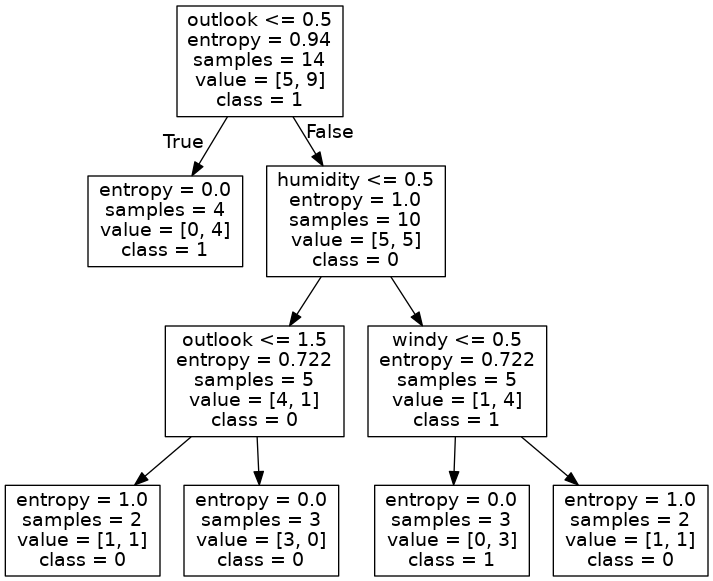 outlook <= 0.5
entropy = 0.94
samples = 14
value = [5, 9]
class = 1
True
False
entropy = 0.0
samples = 4
value = [0, 4]
class = 1
humidity <= 0.5
entropy = 1.0
samples = 10
value = [5, 5]
class = 0
outlook <= 1.5
entropy = 0.722
samples = 5
value = [4, 1]
class = 0
windy <= 0.5
entropy = 0.722
samples = 5
value = [1, 4]
class = 1
entropy = 1.0
samples = 2
value = [1, 1]
class = 0
entropy = 0.0
samples = 3
value = [3, 0]
class = 0
entropy = 0.0
samples = 3
value = [0, 3]
class = 1
entropy = 1.0
samples = 2
value = [1, 1]
class = 0